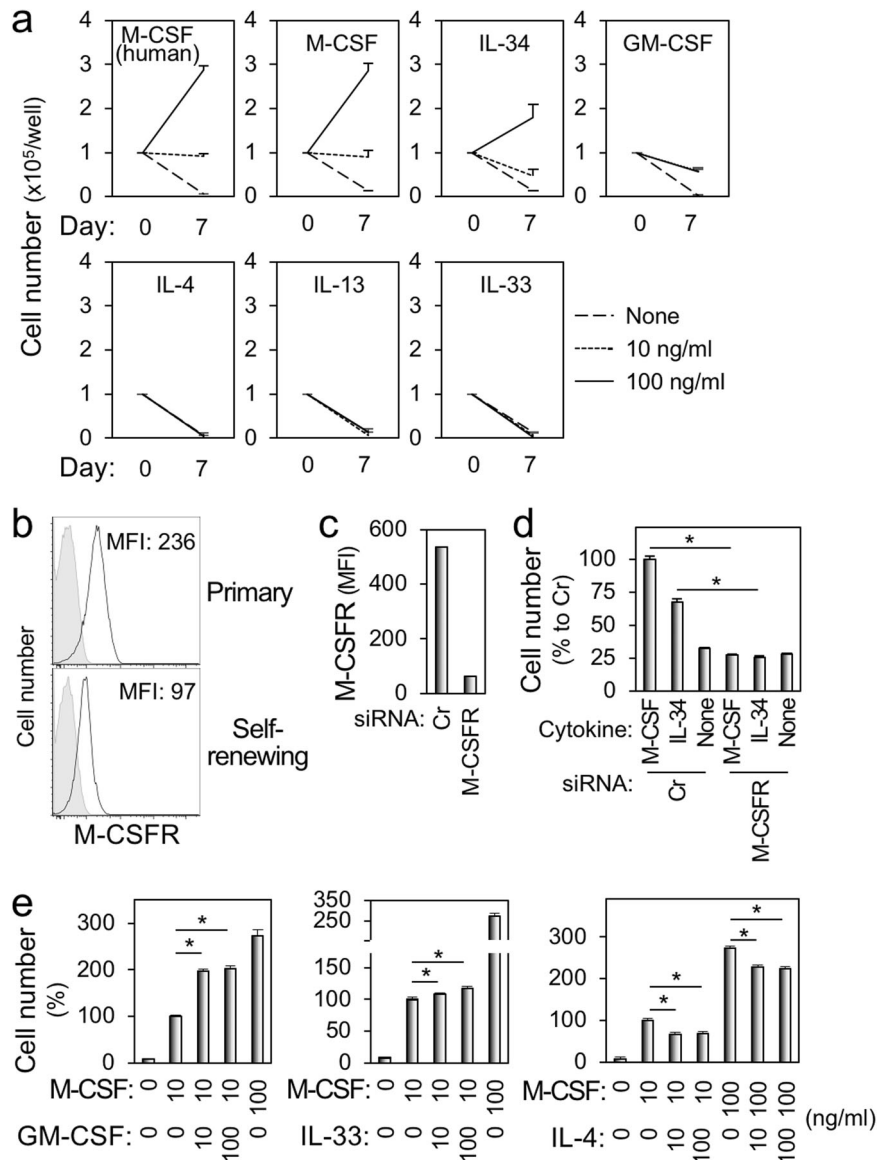 a
M-CSF (human)
M-CSF
IL-34
GM-CSF
4 4 4 4
3 3 3 3
2 2 2 2
1 1 1 1
0 0 0 0
Day: 0 7 0 7 0 7 0 7
Cell number (x10⁵/well)
IL-4
IL-13
IL-33
4 4 4
3 3 3
2 2 2
1 1 1
0 0 0
Day: 0 7 0 7 0 7
None
10 ng/ml
100 ng/ml
b
MFI: 236
Primary
MFI: 97
Self-
renewing
Cell number
M-CSFR
c
600
400
200
0
M-CSFR (MFI)
siRNA: Cr M-CSFR
d
100
75
50
25
0
Cell number
(% to Cr)
* *
Cytokine: M-CSF IL-34 None M-CSF IL-34 None
siRNA: Cr M-CSFR
e
Cell number
(%)
300
200
100
0
* *
M-CSF: 0 10 10 10 100
GM-CSF: 0 0 10 100 0
350
250
150
100
50
0
* *
M-CSF: 0 10 10 10 100
IL-33: 0 0 10 100 0
300
200
100
0
* * * *
M-CSF: 0 10 10 10 100 100 100
IL-4: 0 0 10 100 0 10 100
(ng/ml)